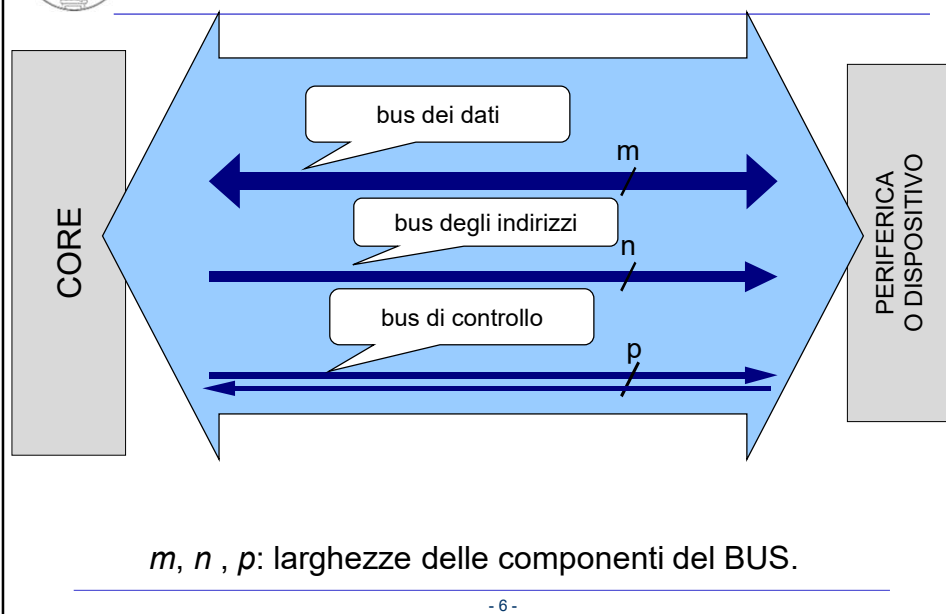 bus dei dati
m
bus degli indirizzi
n
bus di controllo
p
CORE
PERIFERICA
O DISPOSITIVO
m, n , p: larghezze delle componenti del BUS.
- 6 -